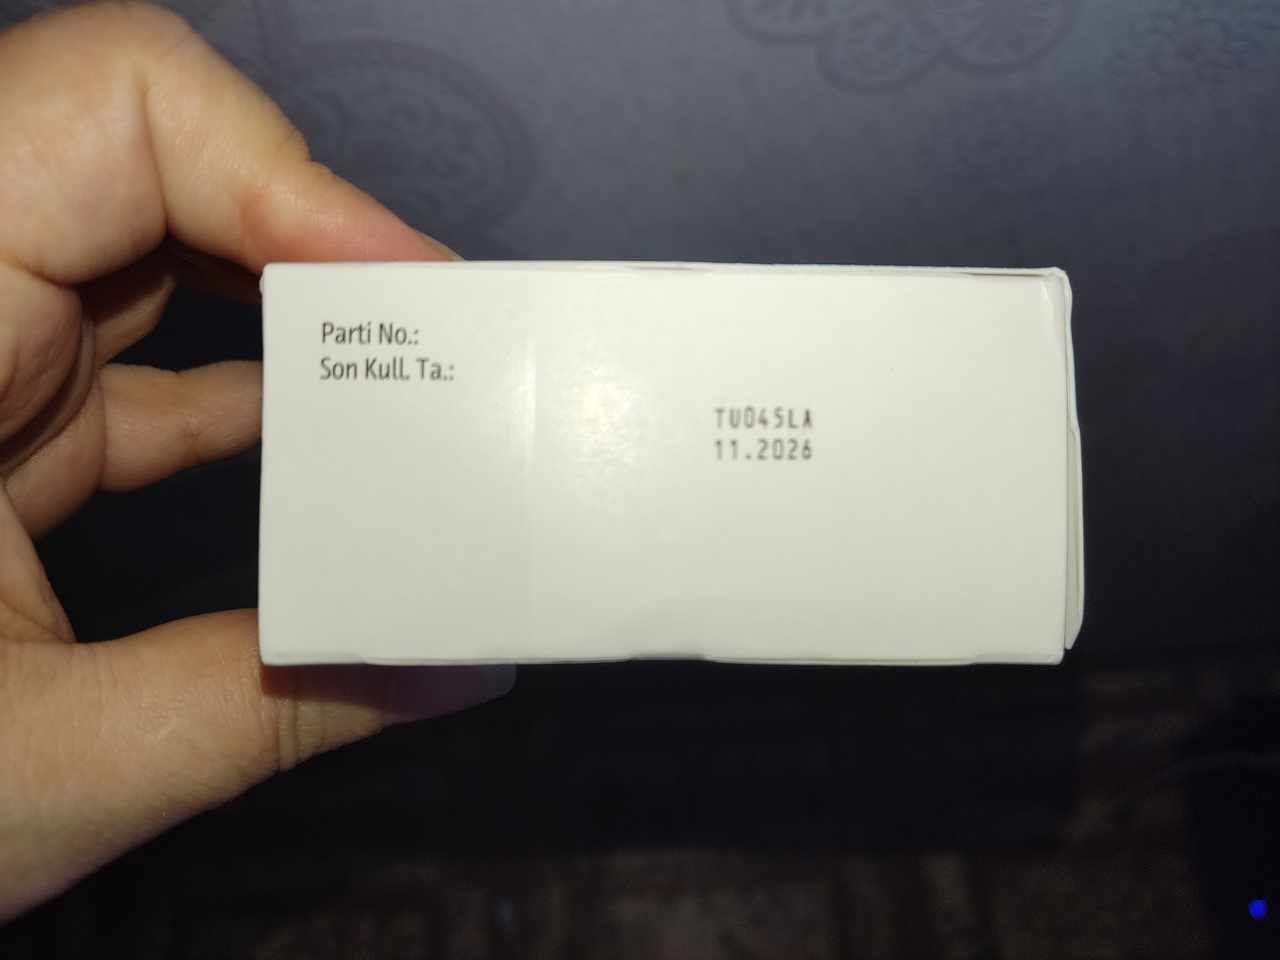 Parti No.:
Son Kull. Ta.:
TU045LA
11.2026